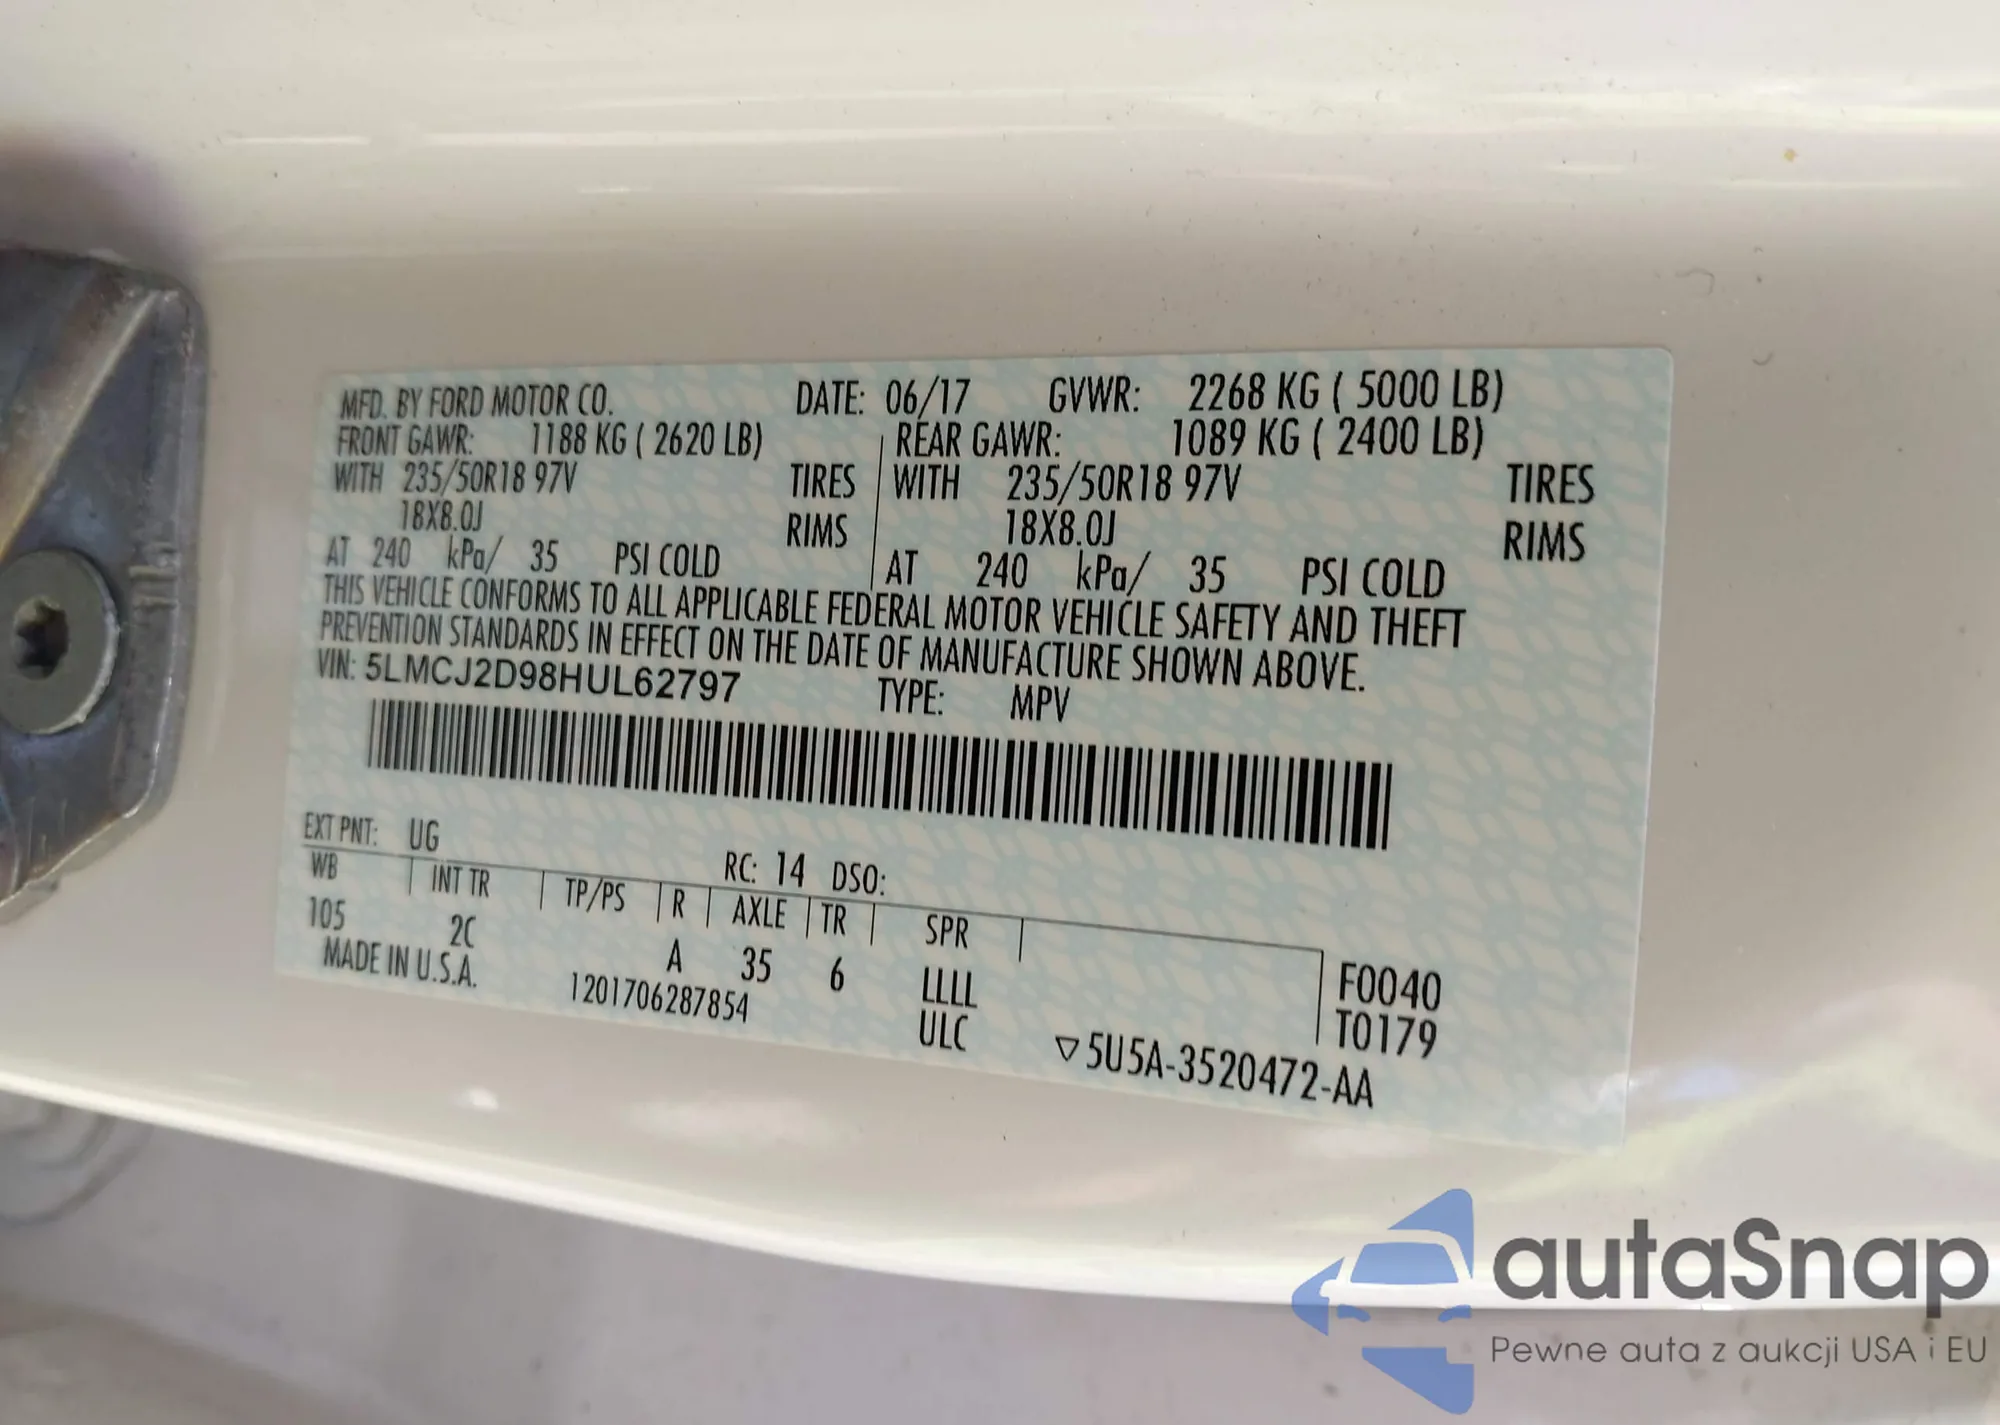 MFD. BY FORD MOTOR CO. DATE: 06/17 GVWR: 2268 KG ( 5000 LB)
FRONT GAWR: 1188 KG ( 2620 LB) REAR GAWR: 1089 KG ( 2400 LB)
WITH 235/50R18 97V TIRES WITH 235/50R18 97V TIRES
18X8.0J RIMS 18X8.0J RIMS
AT 240 kPa/ 35 PSI COLD AT 240 kPa/ 35 PSI COLD
THIS VEHICLE CONFORMS TO ALL APPLICABLE FEDERAL MOTOR VEHICLE SAFETY AND THEFT
PREVENTION STANDARDS IN EFFECT ON THE DATE OF MANUFACTURE SHOWN ABOVE.
VIN: 5LMCJ2D98HUL62797 TYPE: MPV
EXT PNT: UG RC: 14 DSO:
WB INT TR TP/PS R AXLE TR SPR
105 2C A 35 6 LLLL F0040
MADE IN U.S.A. 1201706287854 ULC T0179
5U5A-3520472-AA
autaSnap
Pewne auta z aukcji USA i EU